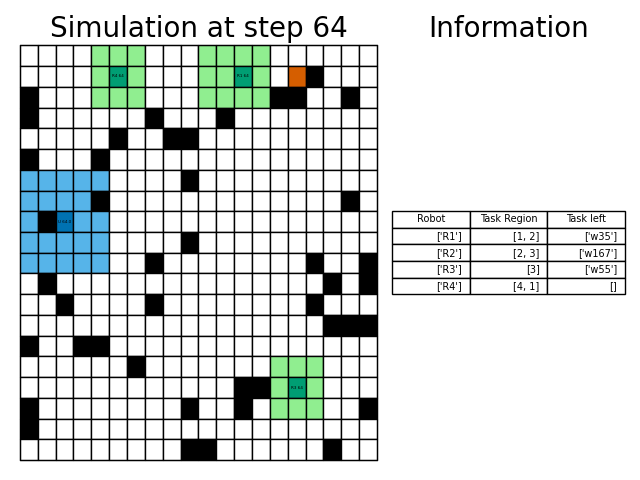 Simulation at step 64
Information
Robot Task Region Task left
['R1'] [1, 2] ['w35']
['R2'] [2, 3] ['w167']
['R3'] [3] ['w55']
['R4'] [4, 1] []